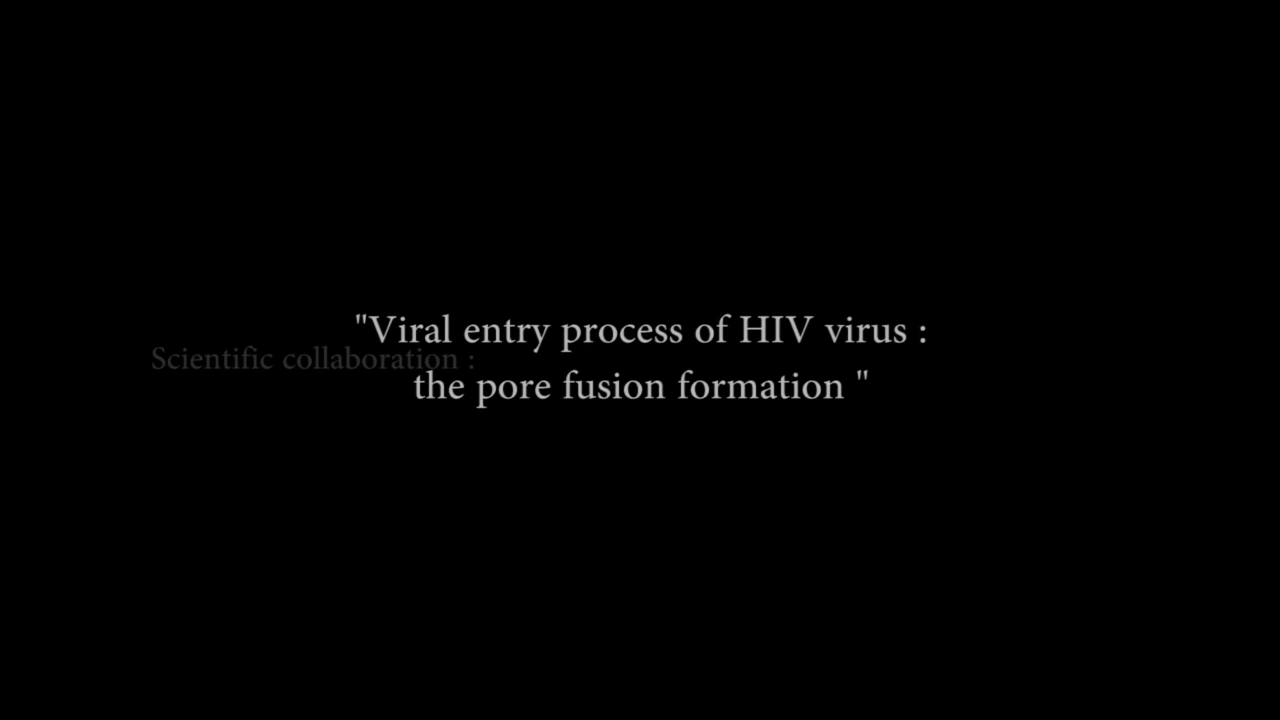 "Viral entry process of HIV virus :
Scientific collaboration :
the pore fusion formation "